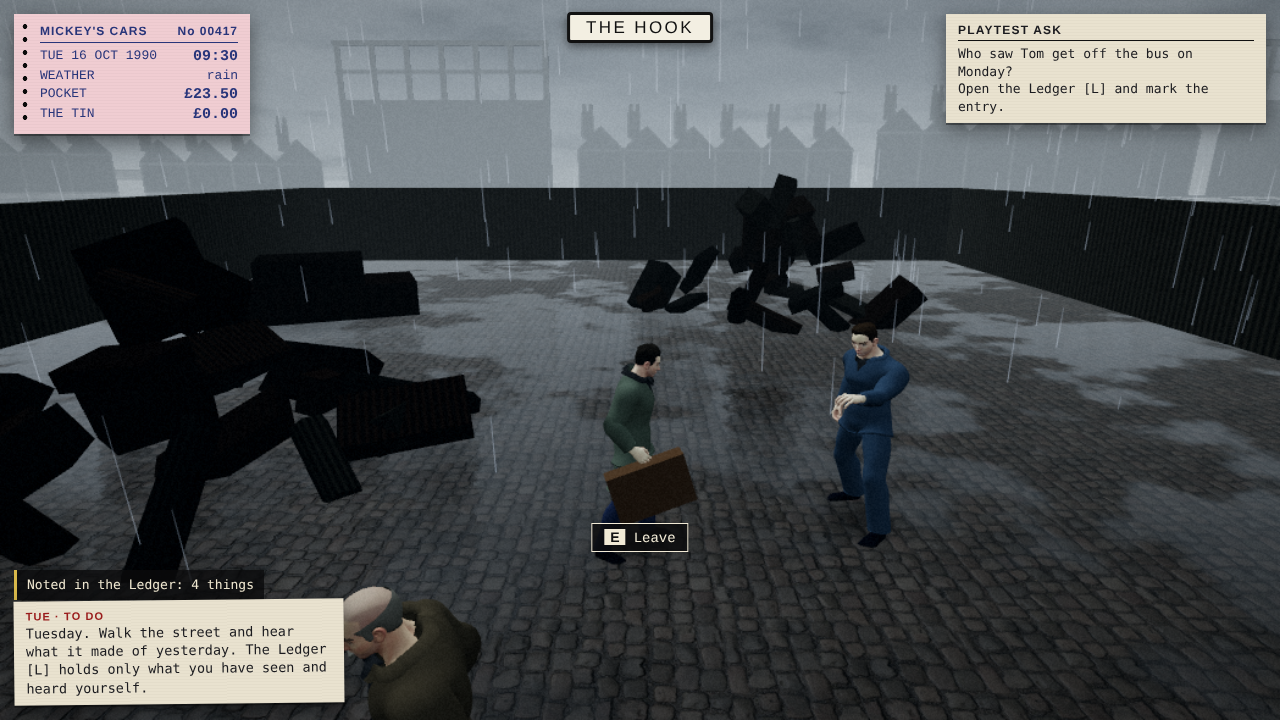 MICKEY'S CARS No 00417
TUE 16 OCT 1990 09:30
WEATHER rain
POCKET £23.50
THE TIN £0.00
THE HOOK
PLAYTEST ASK
Who saw Tom get off the bus on
Monday?
Open the Ledger [L] and mark the
entry.
E Leave
Noted in the Ledger: 4 things
TUE · TO DO
Tuesday. Walk the street and hear
what it made of yesterday. The Ledger
[L] holds only what you have seen and
heard yourself.